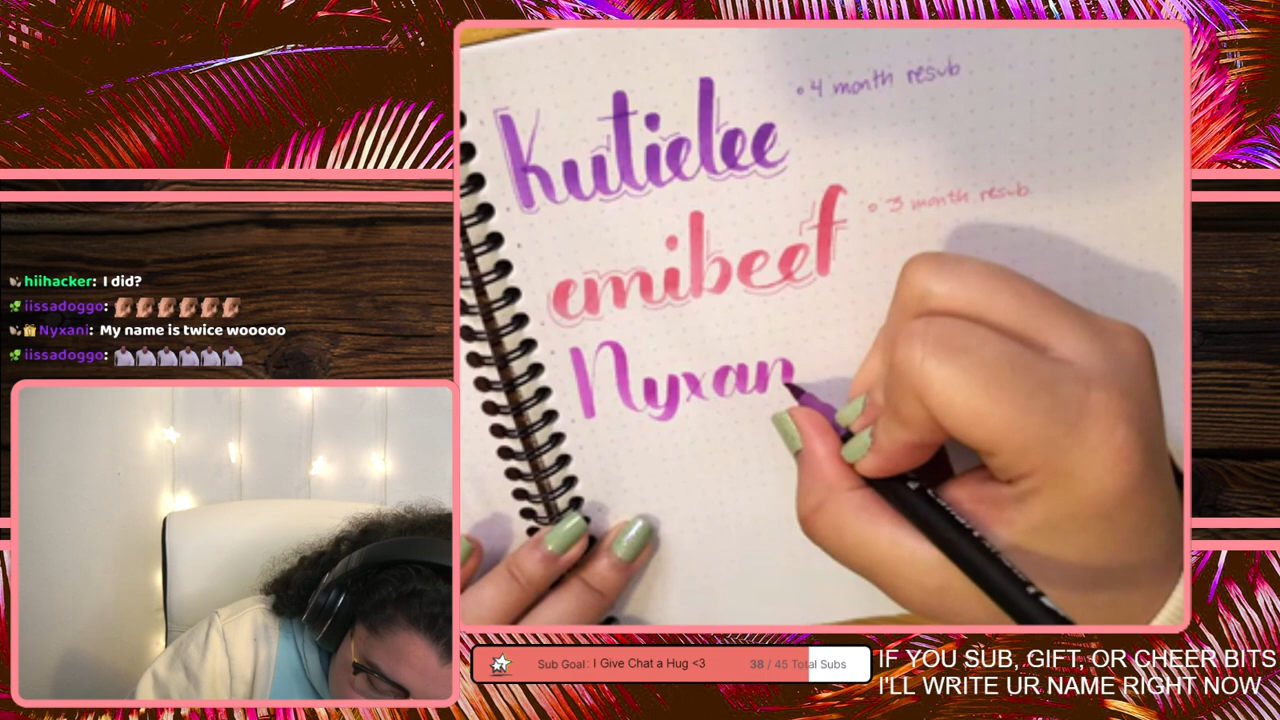 Kutielee
• 4 month resub
emibeef
• 3 month resub
Nyxan
hiihacker: I did?
iissadoggo:
Nyxani: My name is twice wooooo
iissadoggo:
Sub Goal: I Give Chat a Hug <3 38 / 45 Total Subs
IF YOU SUB, GIFT, OR CHEER BITS
I'LL WRITE UR NAME RIGHT NOW